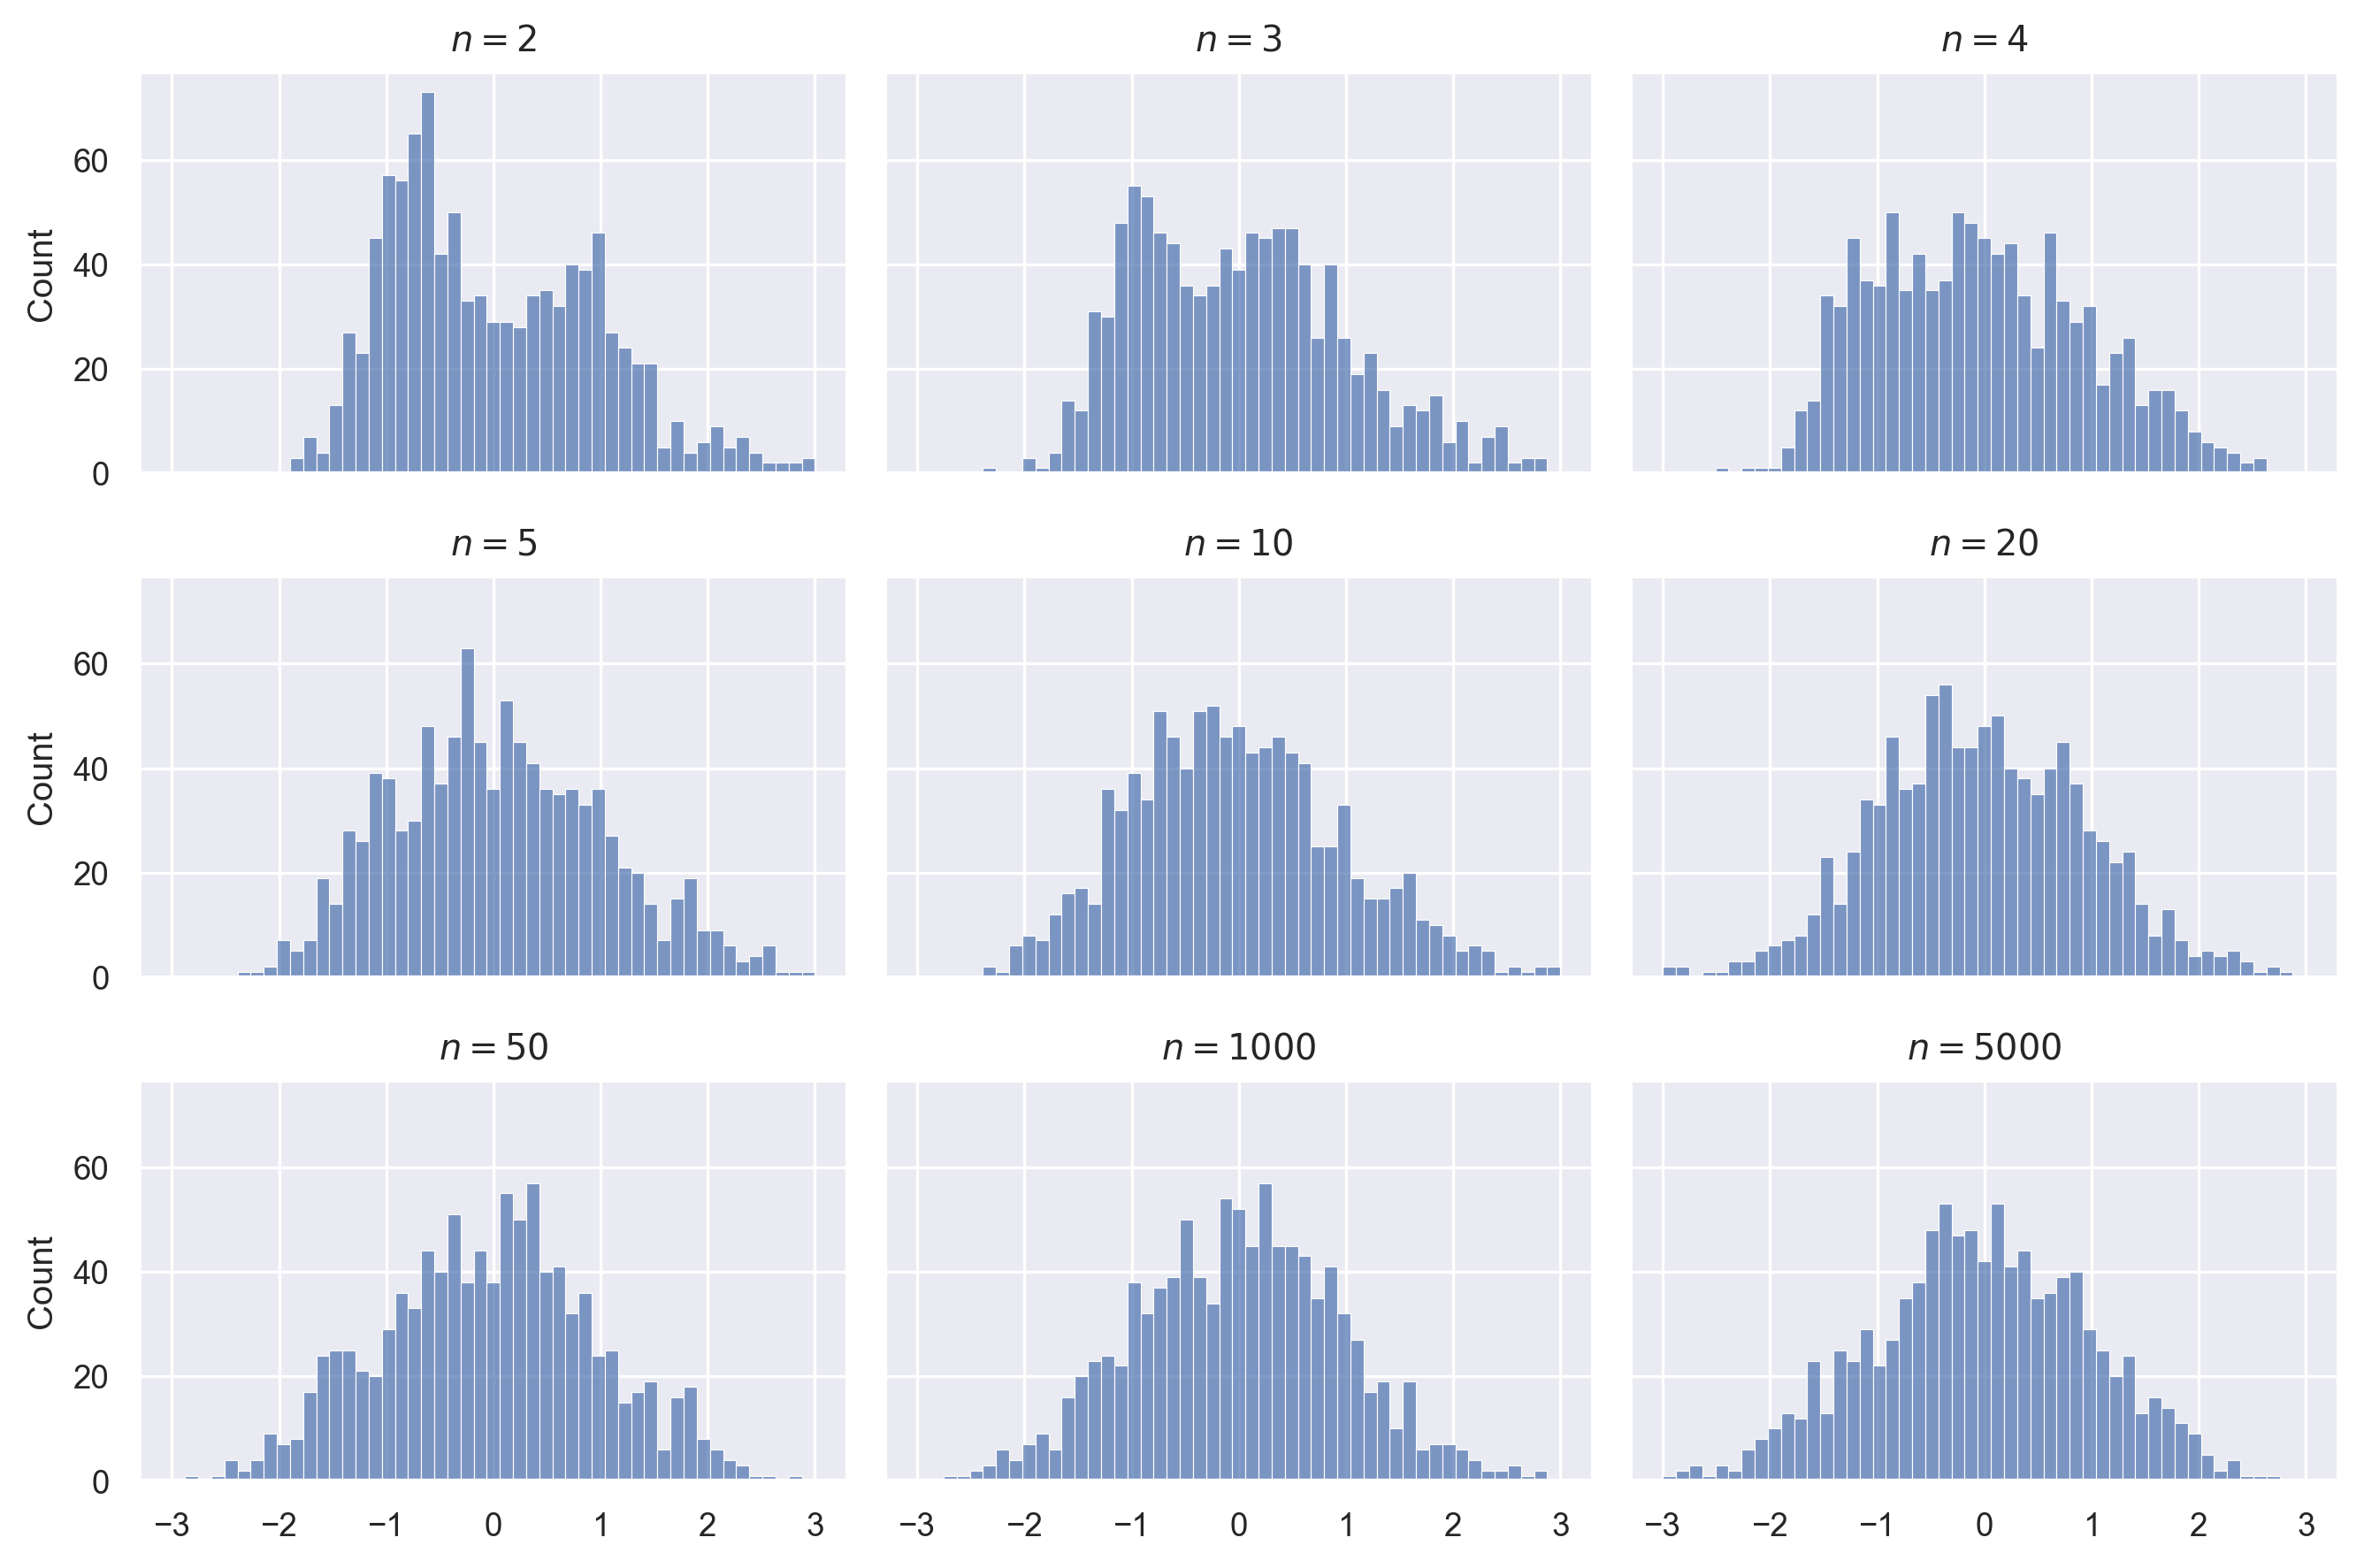 n = 2
n = 3
n = 4
Count
60
40
20
0
n = 5
n = 10
n = 20
Count
60
40
20
0
n = 50
n = 1000
n = 5000
Count
60
40
20
0
−3 −2 −1 0 1 2 3
−3 −2 −1 0 1 2 3
−3 −2 −1 0 1 2 3